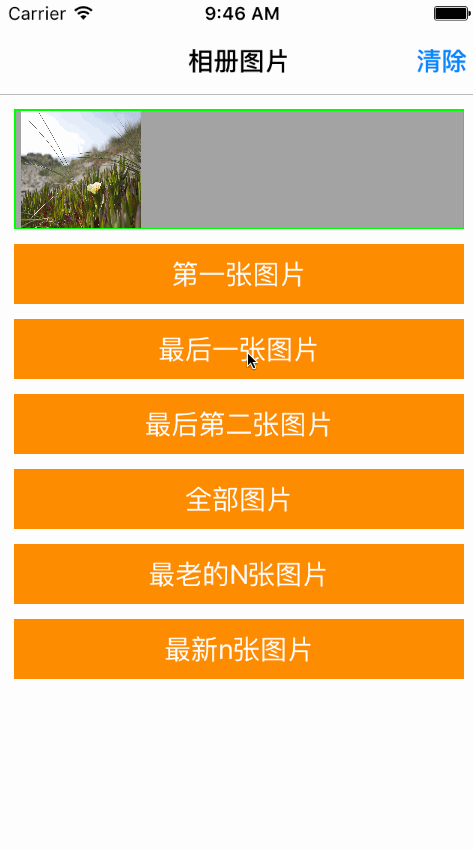 Carrier 9:46 AM
相册图片 清除
第一张图片
最后一张图片
最后第二张图片
全部图片
最老的N张图片
最新n张图片